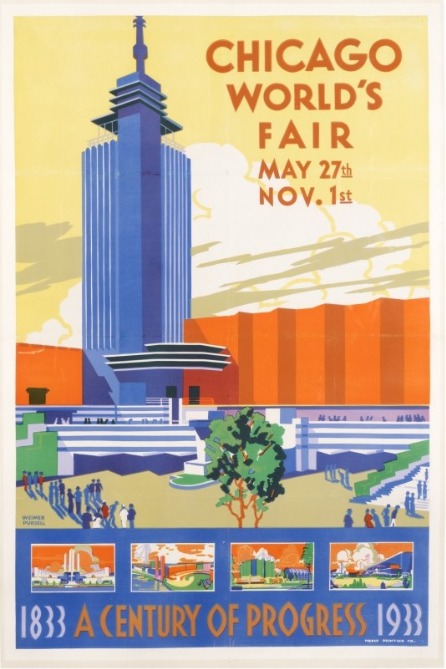 CHICAGO
WORLD'S
FAIR
MAY 27th
NOV. 1st
WEIMER
PURSELL
1833 A CENTURY OF PROGRESS 1933